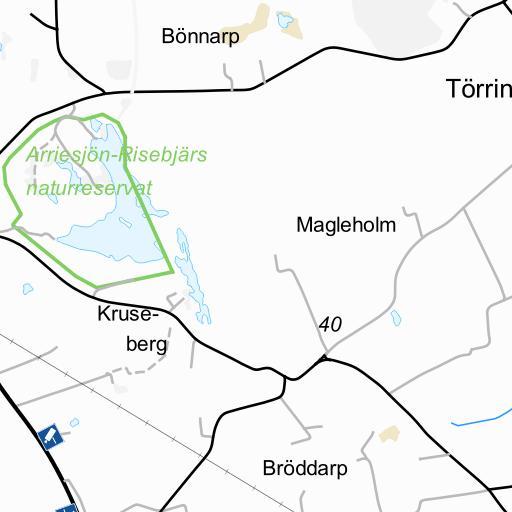 Bönnarp
Törrin
Arriesjön-Risebjärs
naturreservat
Magleholm
Kruse-
berg
40
Bröddarp